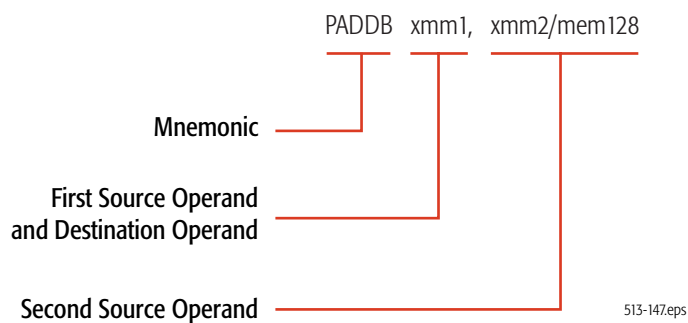 PADDB xmm1, xmm2/mem128
Mnemonic
First Source Operand
and Destination Operand
Second Source Operand
513-147.eps